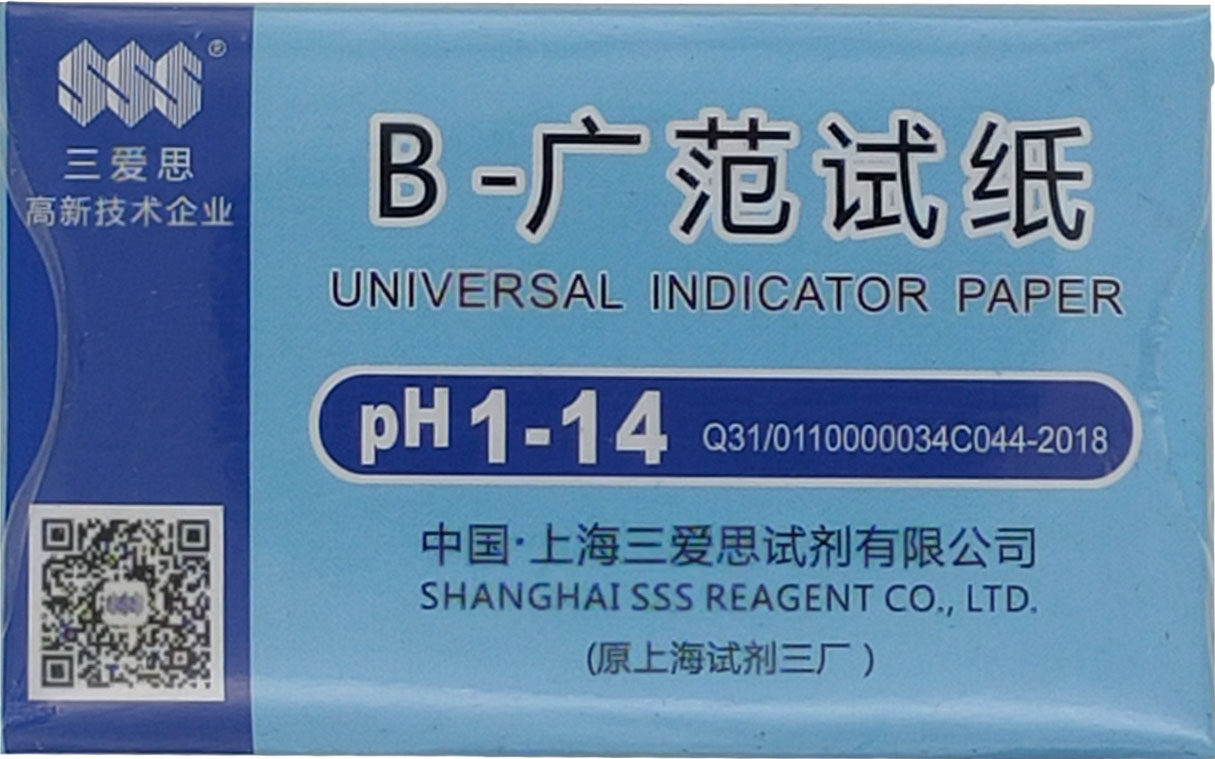 SSS®
三爱思
高新技术企业
B-广范试纸
UNIVERSAL INDICATOR PAPER
pH 1-14 Q31/0110000034C044-2018
中国·上海三爱思试剂有限公司
SHANGHAI SSS REAGENT CO., LTD.
(原上海试剂三厂)